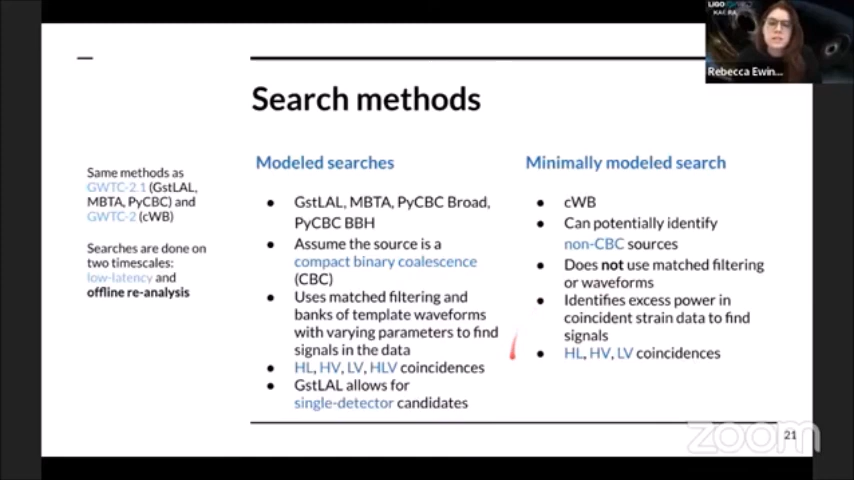 LIGO
Rebecca Ewin...
Search methods
Same methods as
GWTC-2.1 (GstLAL,
MBTA, PyCBC) and
GWTC-2 (cWB)
Searches are done on
two timescales:
low-latency and
offline re-analysis
Modeled searches
● GstLAL, MBTA, PyCBC Broad,
PyCBC BBH
● Assume the source is a
compact binary coalescence
(CBC)
● Uses matched filtering and
banks of template waveforms
with varying parameters to find
signals in the data
● HL, HV, LV, HLV coincidences
● GstLAL allows for
single-detector candidates
Minimally modeled search
● cWB
● Can potentially identify
non-CBC sources
● Does not use matched filtering
or waveforms
● Identifies excess power in
coincident strain data to find
signals
● HL, HV, LV coincidences
zoom
21